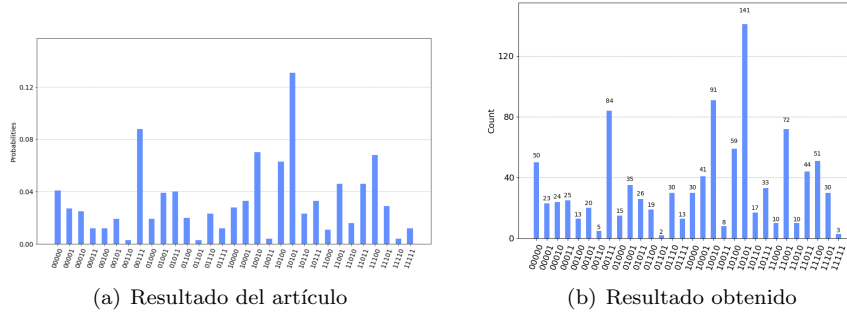 Probabilities
0.12
0.08
0.04
0.00
00000 00001 00010 00011 00100 00101 00110 00111 01000 01001 01011 01100 01101 01110 01111 10000 10001 10010 10011 10100 10101 10110 10111 11000 11001 11010 11011 11100 11101 11110 11111
(a) Resultado del artículo
Count
120
80
40
0
50 23 24 25 13 20 5 84 15 35 26 19 2 30 13 30 41 91 8 59 141 17 33 10 72 10 44 51 30 3
00000 00001 00010 00011 00100 00101 00110 00111 01000 01001 01011 01100 01101 01110 01111 10000 10001 10010 10011 10100 10101 10110 10111 11000 11001 11010 11011 11100 11101 11111
(b) Resultado obtenido